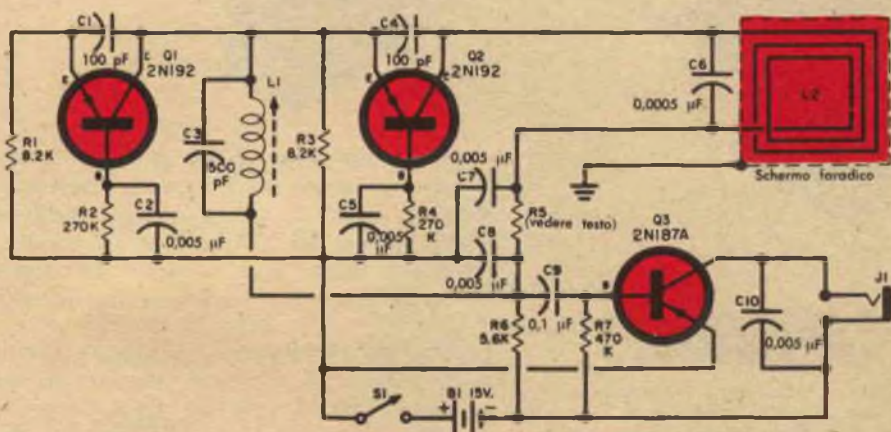 C1
100 pF
E
C
Q1
2N192
R1
8.2K
B
R2
270K
C2
0,005 µF
C3
500
pF
L1
R3
8.2K
C4
100 pF
E
C
Q2
2N192
B
C5
0,005
µF
R4
270
K
0,005 µF
C7
C8
0,005 µF
R5
(vedere testo)
C6
0,0005 µF
L2
Schermo faradico
Q3
2N187A
B
C9
0,1 µF
R6
5.6K
R7
470
K
C10
0,005 µF
J1
S1
+
B1 15V.
-